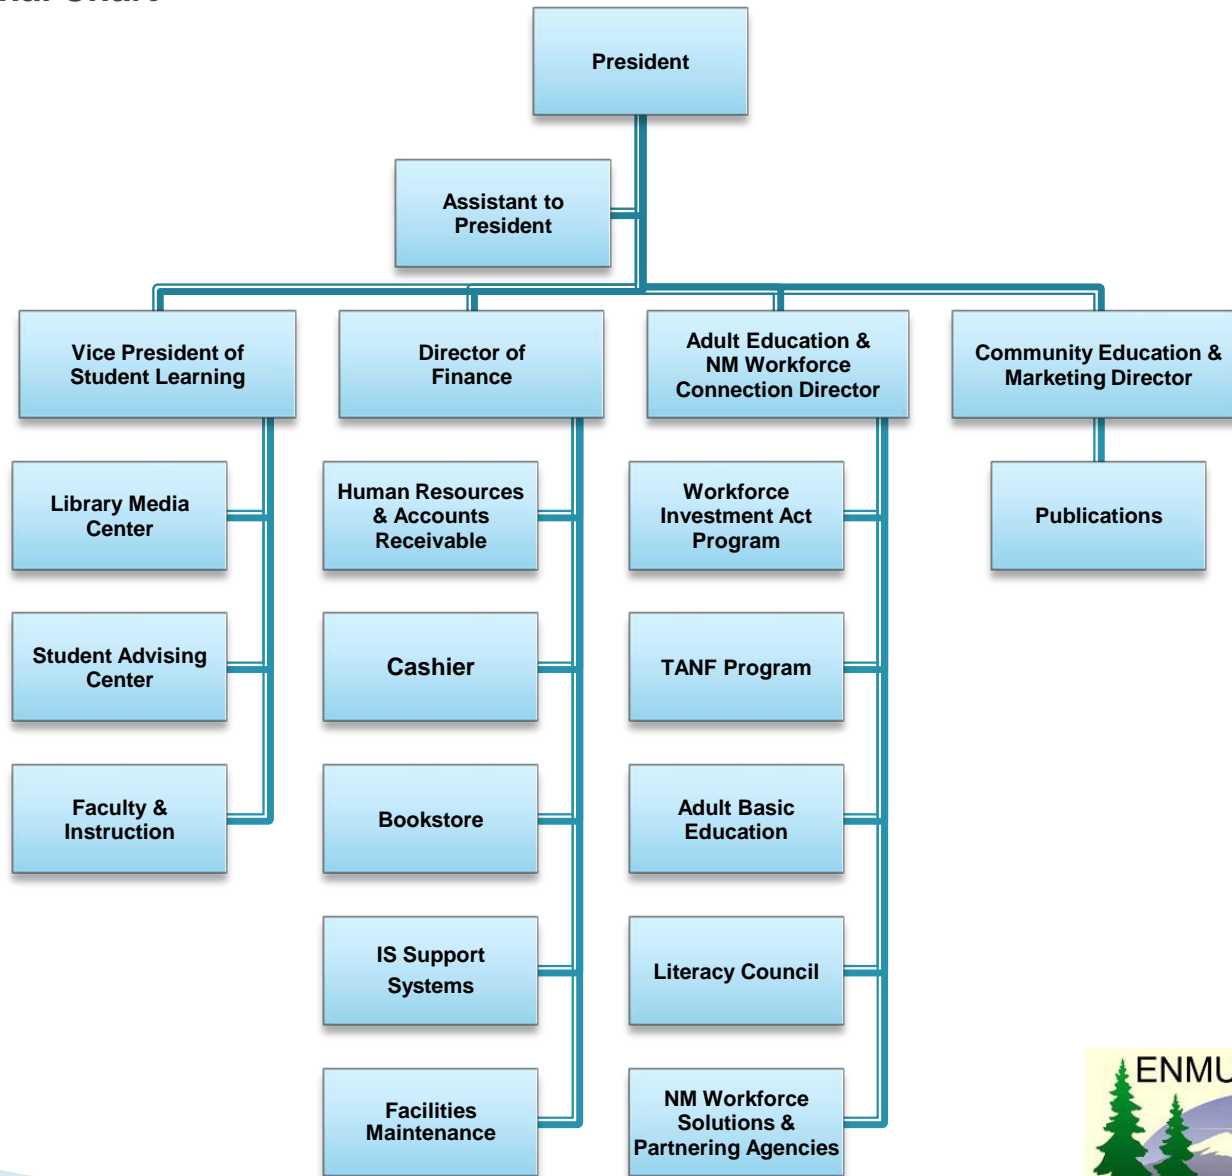 President
Assistant to
President
Vice President of
Student Learning
Director of
Finance
Adult Education &
NM Workforce
Connection Director
Community Education &
Marketing Director
Library Media
Center
Human Resources
& Accounts
Receivable
Workforce
Investment Act
Program
Publications
Student Advising
Center
Cashier
TANF Program
Faculty &
Instruction
Bookstore
Adult Basic
Education
IS Support
Systems
Literacy Council
Facilities
Maintenance
NM Workforce
Solutions &
Partnering Agencies
ENMU